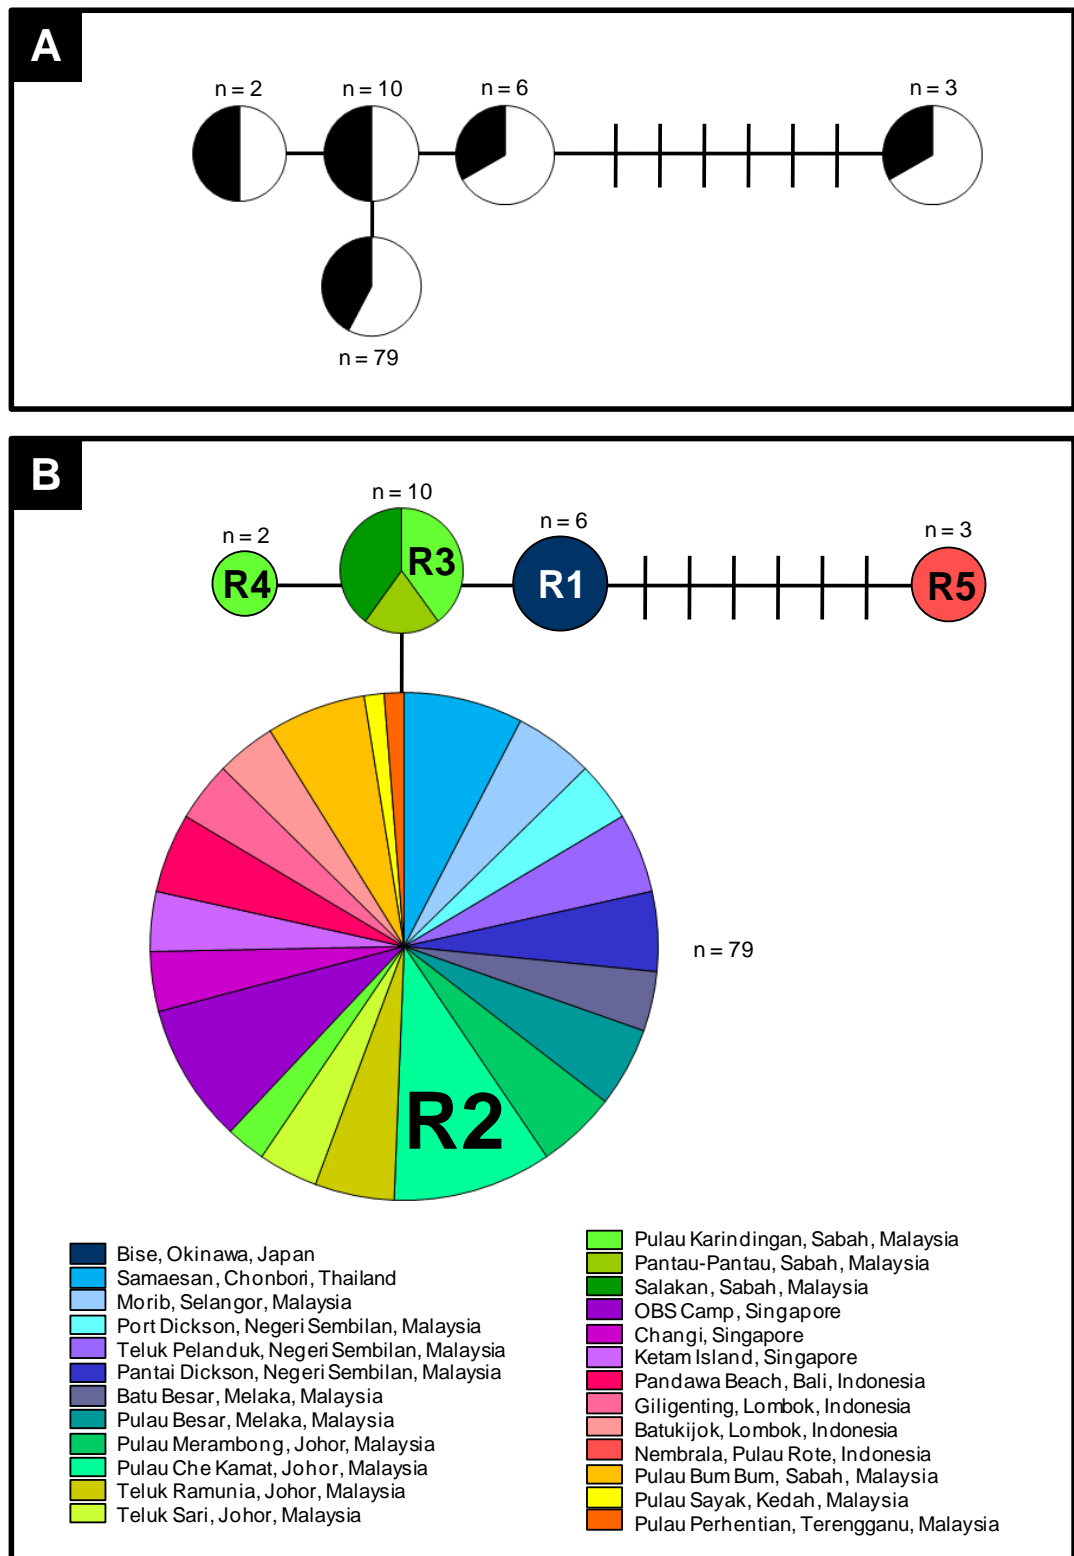 A
n = 2
n = 10
n = 6
n = 3
n = 79
B
n = 10
n = 2
n = 6
n = 3
R4
R3
R1
R5
n = 79
R2
Bise, Okinawa, Japan
Samaesan, Chonbori, Thailand
Morib, Selangor, Malaysia
Port Dickson, Negeri Sembilan, Malaysia
Teluk Pelanduk, Negeri Sembilan, Malaysia
Pantai Dickson, Negeri Sembilan, Malaysia
Batu Besar, Melaka, Malaysia
Pulau Besar, Melaka, Malaysia
Pulau Merambong, Johor, Malaysia
Pulau Che Kamat, Johor, Malaysia
Teluk Ramunia, Johor, Malaysia
Teluk Sari, Johor, Malaysia
Pulau Karindingan, Sabah, Malaysia
Pantau-Pantau, Sabah, Malaysia
Salakan, Sabah, Malaysia
OBS Camp, Singapore
Changi, Singapore
Ketam Island, Singapore
Pandawa Beach, Bali, Indonesia
Giligenting, Lombok, Indonesia
Batukijok, Lombok, Indonesia
Nembrala, Pulau Rote, Indonesia
Pulau Bum Bum, Sabah, Malaysia
Pulau Sayak, Kedah, Malaysia
Pulau Perhentian, Terengganu, Malaysia